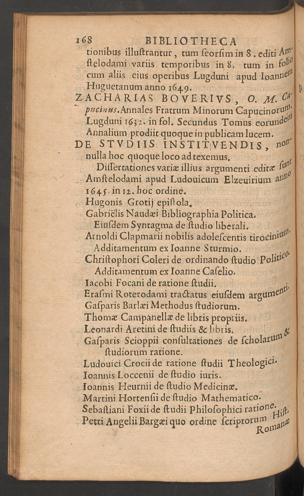 168 BIBLIOTHECA
tionibus illustrantur, tum seorsim in 8. editi Am-
stelodami variis temporibus in 8. tum in folio
cum aliis eius operibus Lugduni apud Ioannem
Huguetanum anno 1649.
ZACHARIAS BOVERIVS, O. M. Ca-
pucinus. Annales Fratrum Minorum Capucinorum,
Lugduni 1632. in fol. Secundus Tomus eorundem
Annalium prodiit quoque in publicam lucem.
DE STVDIIS INSTITVENDIS, non-
nulla hoc quoque loco ad texemus.
Dissertationes variæ illius argumenti editæ sunt
Amstelodami apud Ludouicum Elzeuirium anno
1645. in 12. hoc ordine.
Hugonis Grotij epistola.
Gabriëlis Naudæi Bibliographia Politica.
Eiusdem Syntagma de studio liberali.
Arnoldi Clapmarii nobilis adolescentis tirocinium,
Additamentum ex Ioanne Sturmio.
Christophori Coleri de ordinando studio Politico.
Additamentum ex Ioanne Caselio.
Iacobi Focani de ratione studii.
Erasmi Roterodami tractatus eiusdem argumenti.
Gasparis Barlæi Methodus studiorum.
Thomæ Campanellæ de libris propriis.
Leonardi Aretini de studiis & libris.
Gasparis Scioppii consultationes de scholarum &
studiorum ratione.
Ludouici Crocii de ratione studii Theologici.
Ioannis Loccenii de studio iuris.
Ioannis Heurnii de studio Medicinæ.
Martini Hortensii de studio Mathematico.
Sebastiani Foxii de studii Philosophici ratione.
Petri Angelii Bargæi quo ordine scriptorum Hist.
Romanæ